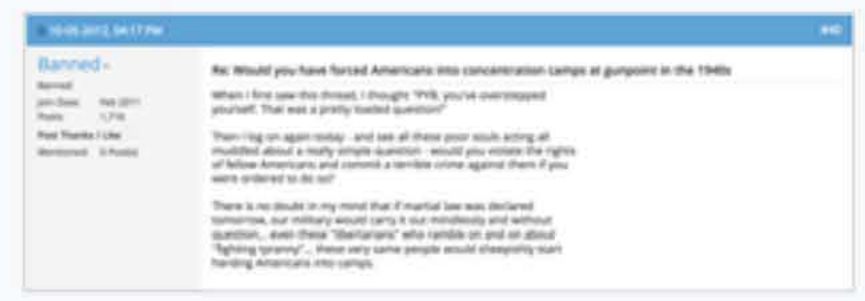 10-05-2012, 04:17 PM
#40
Banned
Banned
Join Date: Feb 2011
Posts: 1,716
Post Thanks / Like
Mentioned 0 Post(s)
Re: Would you have forced Americans into concentration camps at gunpoint in the 1940s
When I first saw this thread, I thought "PYB, you've overstepped
yourself. That was a pretty loaded question!"
Then I log on again today - and see all these poor souls acting all
muddled about a really simple question - would you violate the rights
of fellow Americans and commit a terrible crime against them if you
were ordered to do so?
There is no doubt in my mind that if martial law was declared
tomorrow, our military would carry it out mindlessly and without
question... even these "libertarians" who ramble on and on about
"fighting tyranny"... these very same people would sheepishly start
herding Americans into camps.